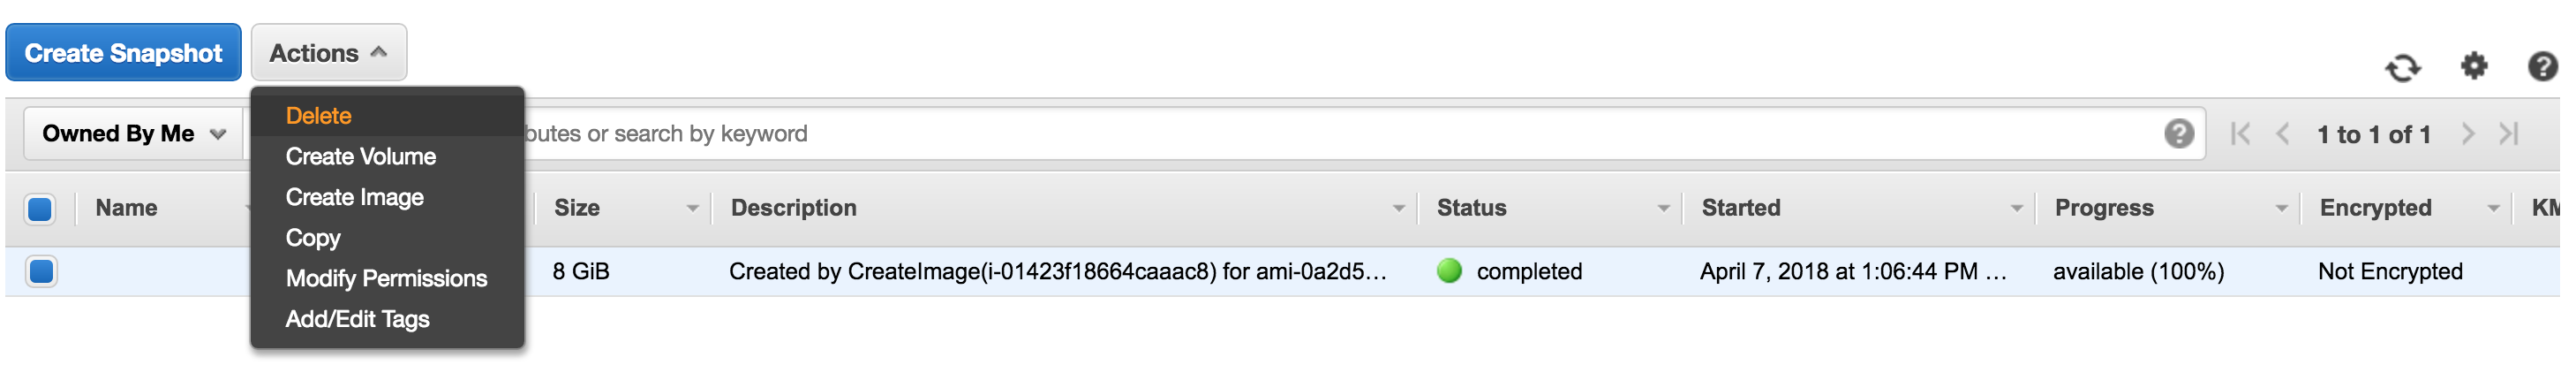 Create Snapshot Actions
Delete
Owned By Me butes or search by keyword 1 to 1 of 1
Create Volume
Create Image
Name Size Description Status Started Progress Encrypted KM
Copy
8 GiB Created by CreateImage(i-01423f18664caaac8) for ami-0a2d5... completed April 7, 2018 at 1:06:44 PM ... available (100%) Not Encrypted
Modify Permissions
Add/Edit Tags